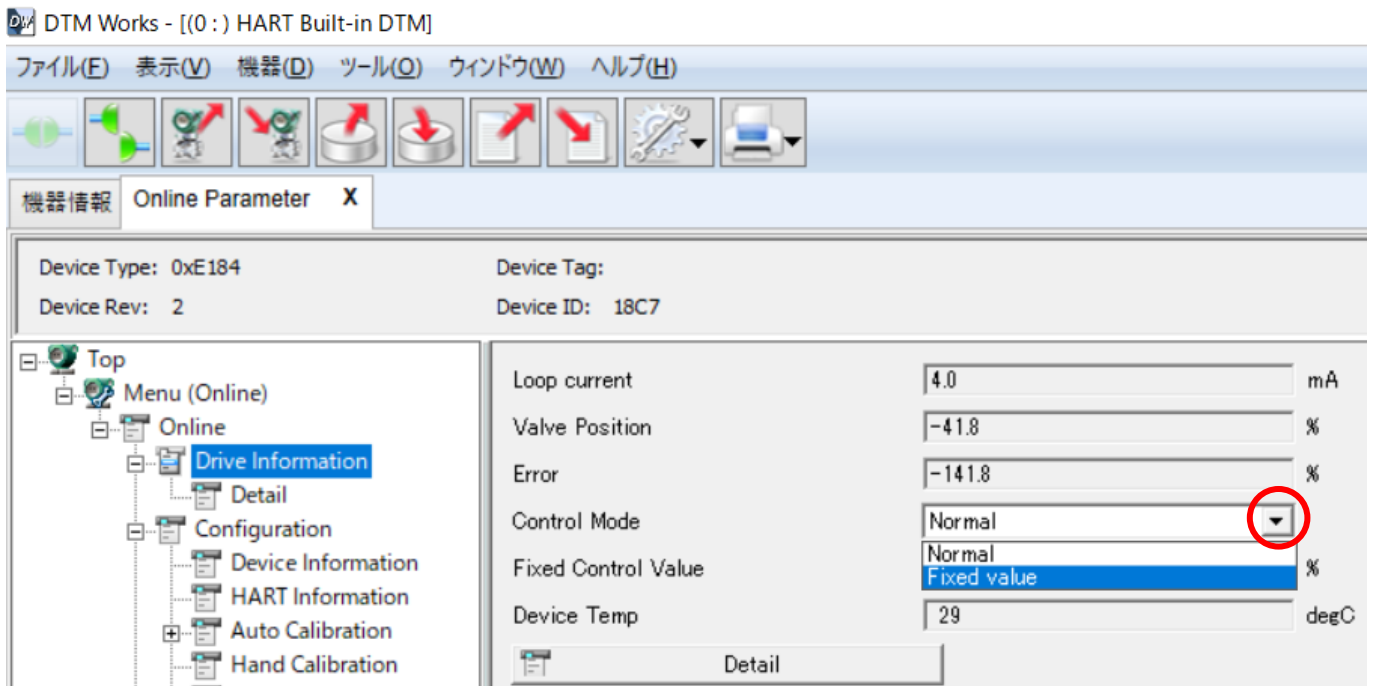 DTM Works - [(0 : ) HART Built-in DTM]
ファイル(F) 表示(V) 機器(D) ツール(O) ウィンドウ(W) ヘルプ(H)
機器情報 Online Parameter X
Device Type: 0xE184 Device Tag:
Device Rev: 2 Device ID: 18C7
Top
Menu (Online)
Online
Drive Information
Detail
Configuration
Device Information
HART Information
Auto Calibration
Hand Calibration
Loop current 4.0 mA
Valve Position -41.8 %
Error -141.8 %
Control Mode Normal
Normal
Fixed value
Fixed Control Value %
Device Temp 29 degC
Detail